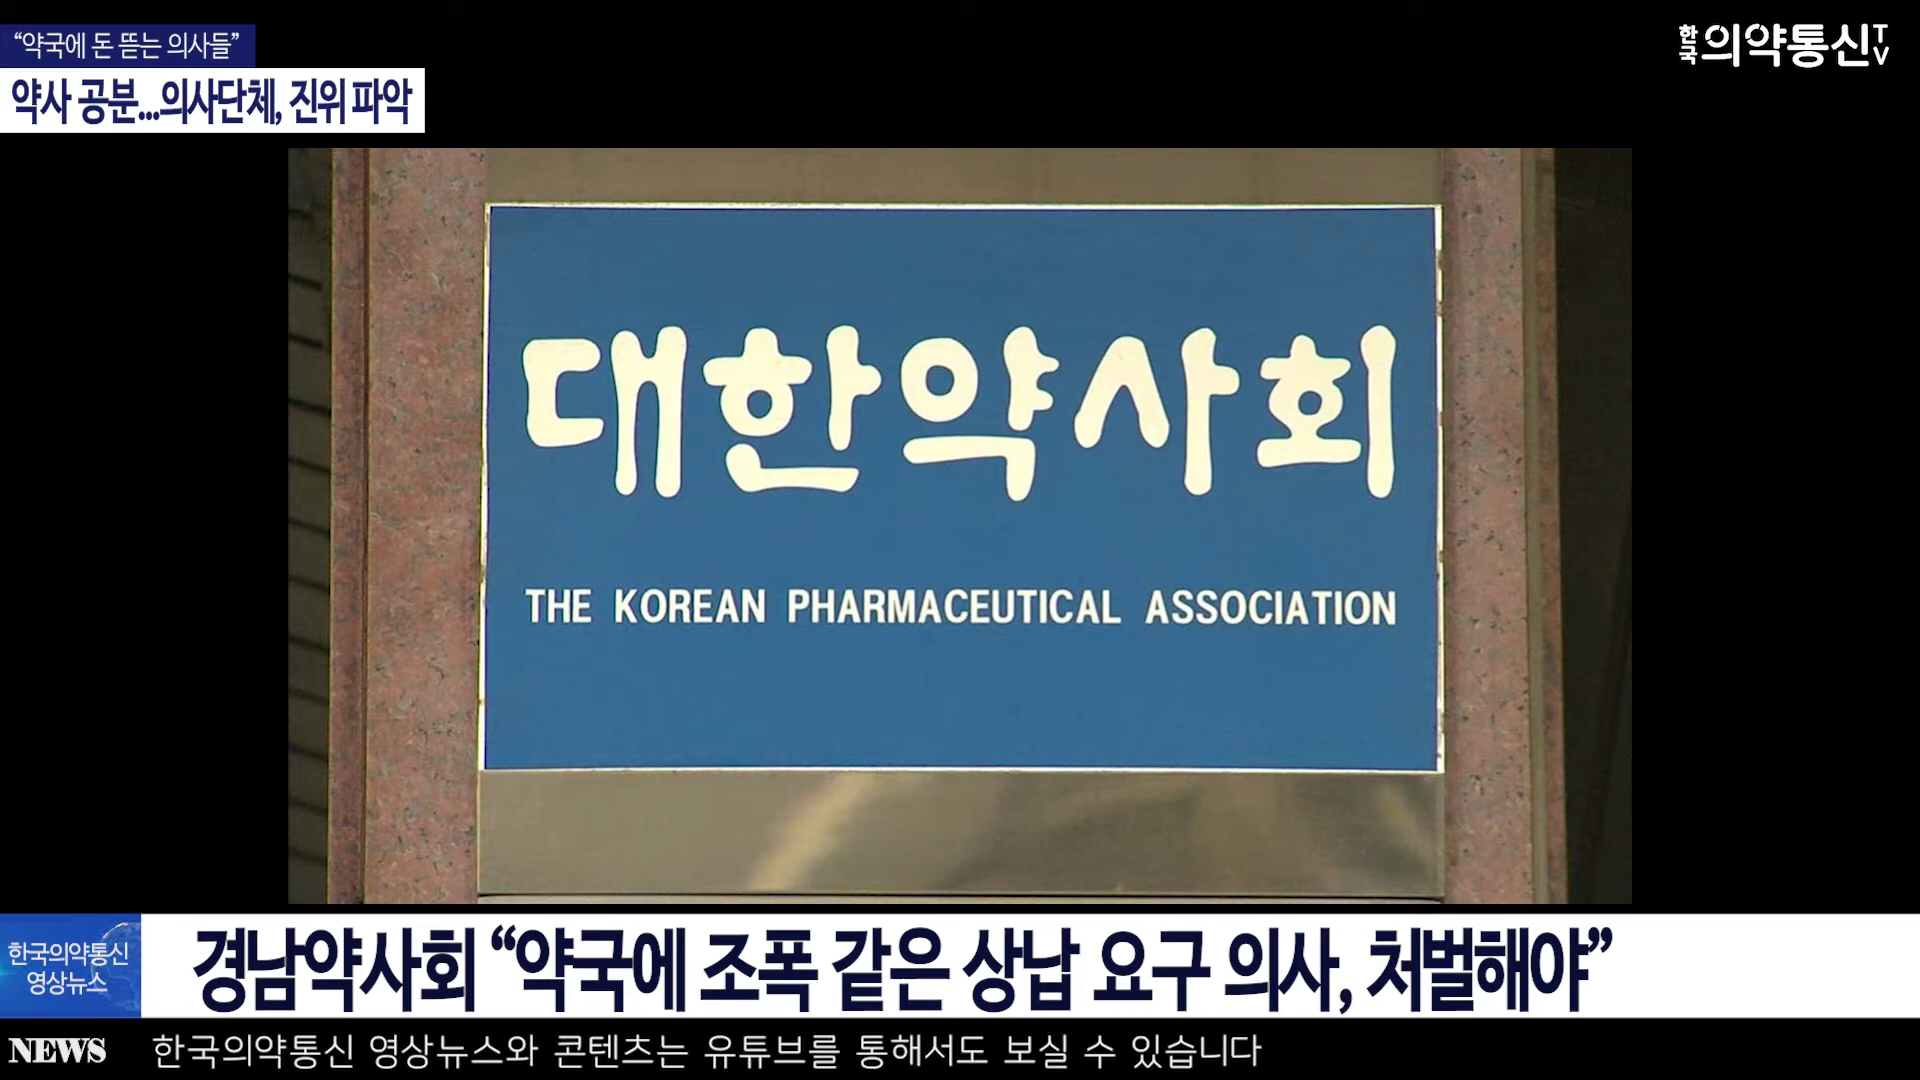 “약국에 돈 뜯는 의사들”
약사 공분...의사단체, 진위 파악
한국 의약통신 TV
대한약사회
THE KOREAN PHARMACEUTICAL ASSOCIATION
한국의약통신
영상뉴스
경남약사회 “약국에 조폭 같은 상납 요구 의사, 처벌해야”
NEWS 한국의약통신 영상뉴스와 콘텐츠는 유튜브를 통해서도 보실 수 있습니다